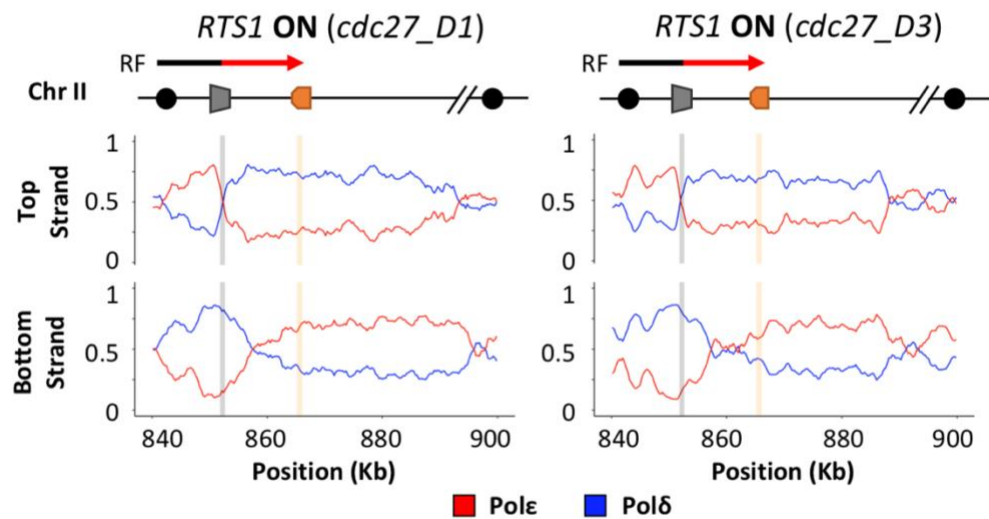 RTS1 ON (cdc27_D1)
RTS1 ON (cdc27_D3)
RF
RF
Chr II
Top
Strand
1
0.5
0
1
0.5
0
Bottom
Strand
1
0.5
0
1
0.5
0
840 860 880 900
840 860 880 900
Position (Kb)
Position (Kb)
Polε Polδ